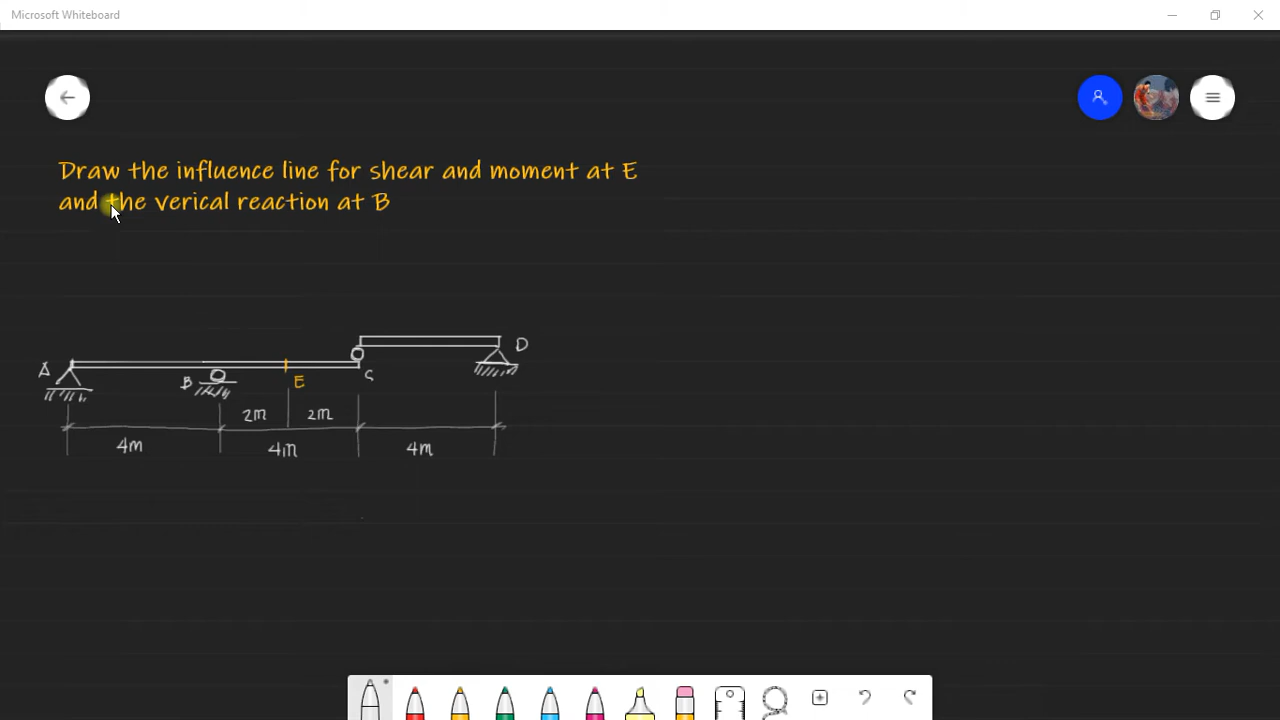 Microsoft Whiteboard
Draw the influence line for shear and moment at E
and the verical reaction at B
A
B
E
C
D
2m
2m
4m
4m
4m